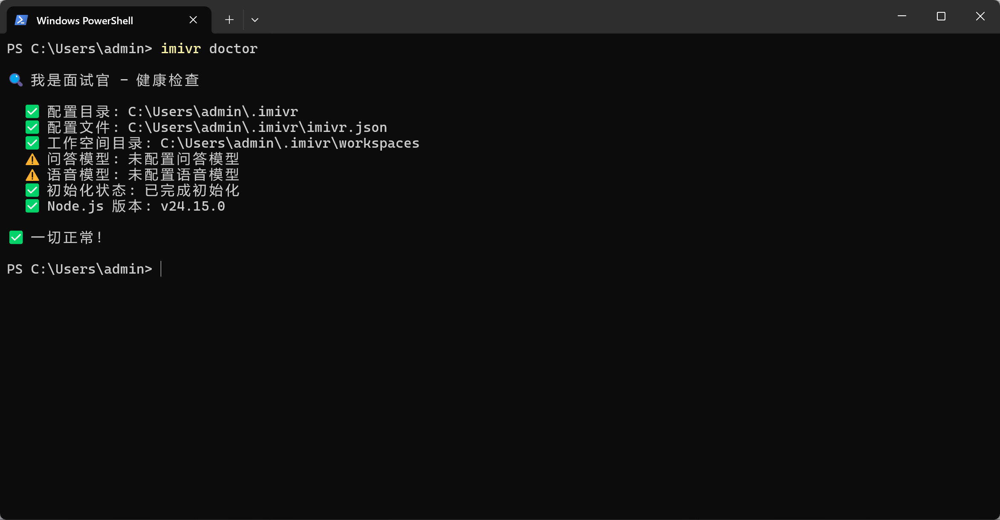 Windows PowerShell
PS C:\Users\admin> imivr doctor
🔍 我是面试官 - 健康检查
✅ 配置目录: C:\Users\admin\.imivr
✅ 配置文件: C:\Users\admin\.imivr\imivr.json
✅ 工作空间目录: C:\Users\admin\.imivr\workspaces
⚠️ 问答模型: 未配置问答模型
⚠️ 语音模型: 未配置语音模型
✅ 初始化状态: 已完成初始化
✅ Node.js 版本: v24.15.0
✅ 一切正常!
PS C:\Users\admin>